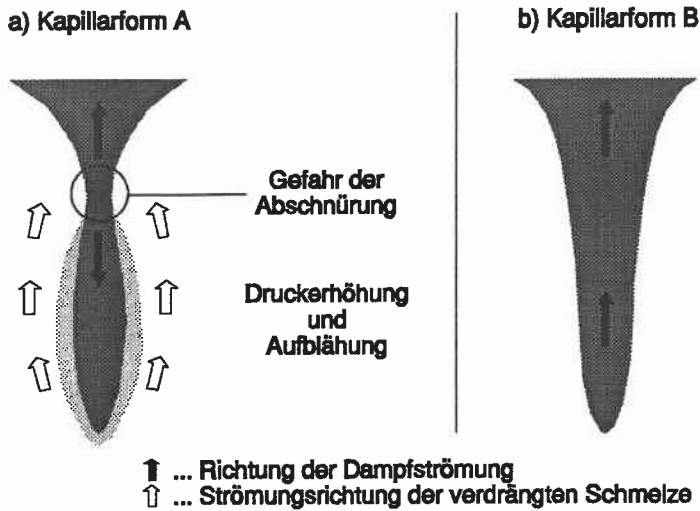 a) Kapillarform A
b) Kapillarform B
Gefahr der
Abschnürung
Druckerhöhung
und
Aufblähung
... Richtung der Dampfströmung
... Strömungsrichtung der verdrängten Schmelze